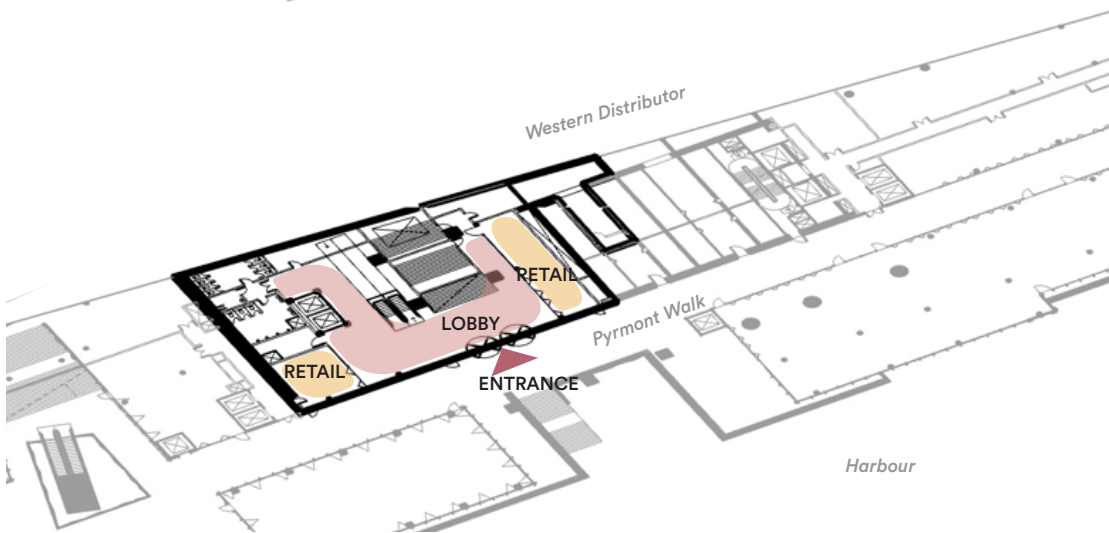 Western Distributor
RETAIL
LOBBY
Pyrmont Walk
RETAIL
ENTRANCE
Harbour